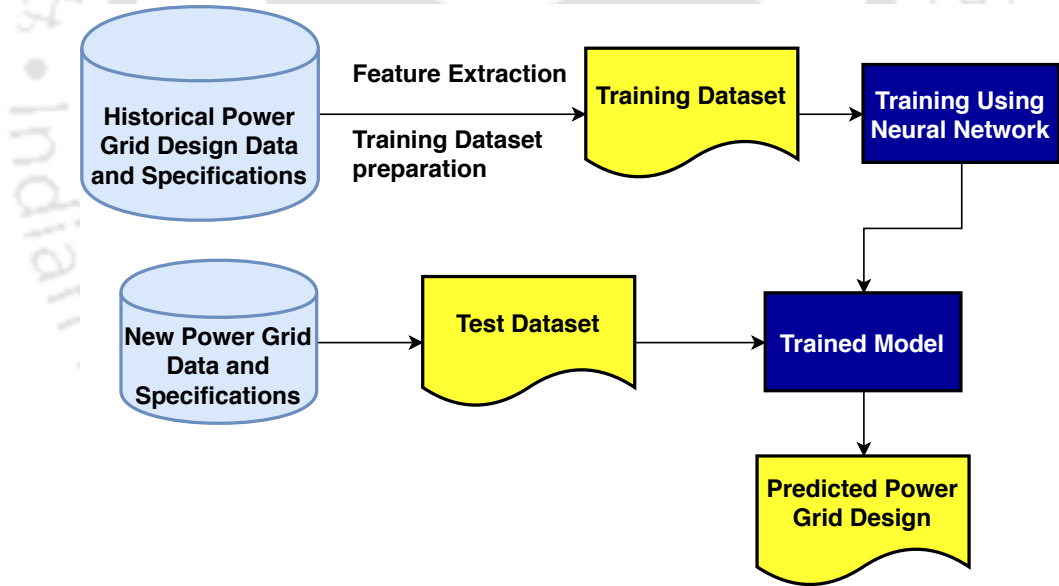 Historical Power
Grid Design Data
and Specifications
Feature Extraction
Training Dataset
preparation
Training Dataset
Training Using
Neural Network
New Power Grid
Data and
Specifications
Test Dataset
Trained Model
Predicted Power
Grid Design
Indian